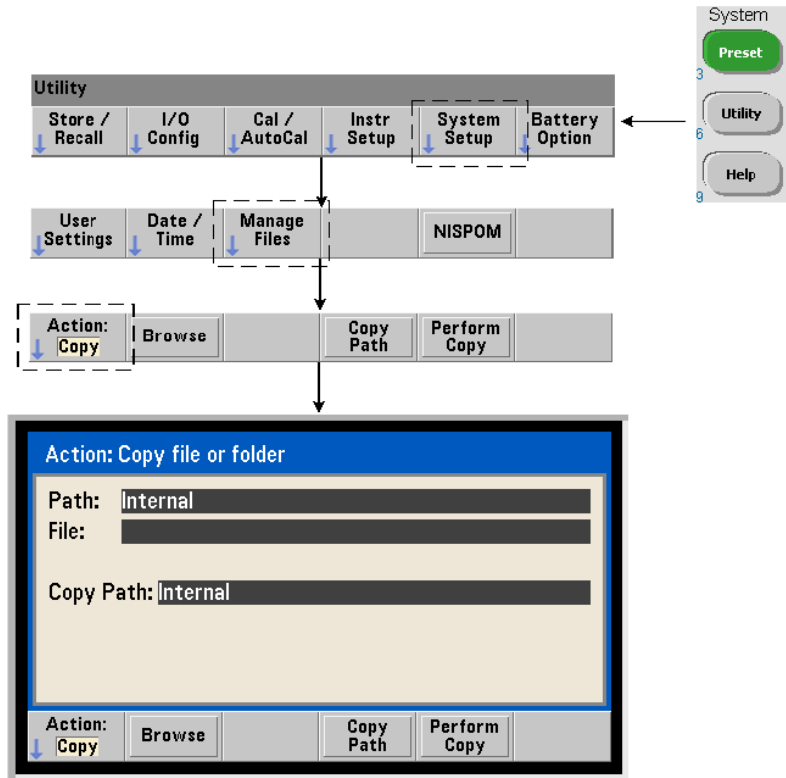 System
Preset
3
Utility
6
Help
9
Utility
Store / Recall
I/O Config
Cal / AutoCal
Instr Setup
System Setup
Battery Option
User Settings
Date / Time
Manage Files
NISPOM
Action: Copy
Browse
Copy Path
Perform Copy
Action: Copy file or folder
Path: Internal
File:
Copy Path: Internal
Action: Copy
Browse
Copy Path
Perform Copy